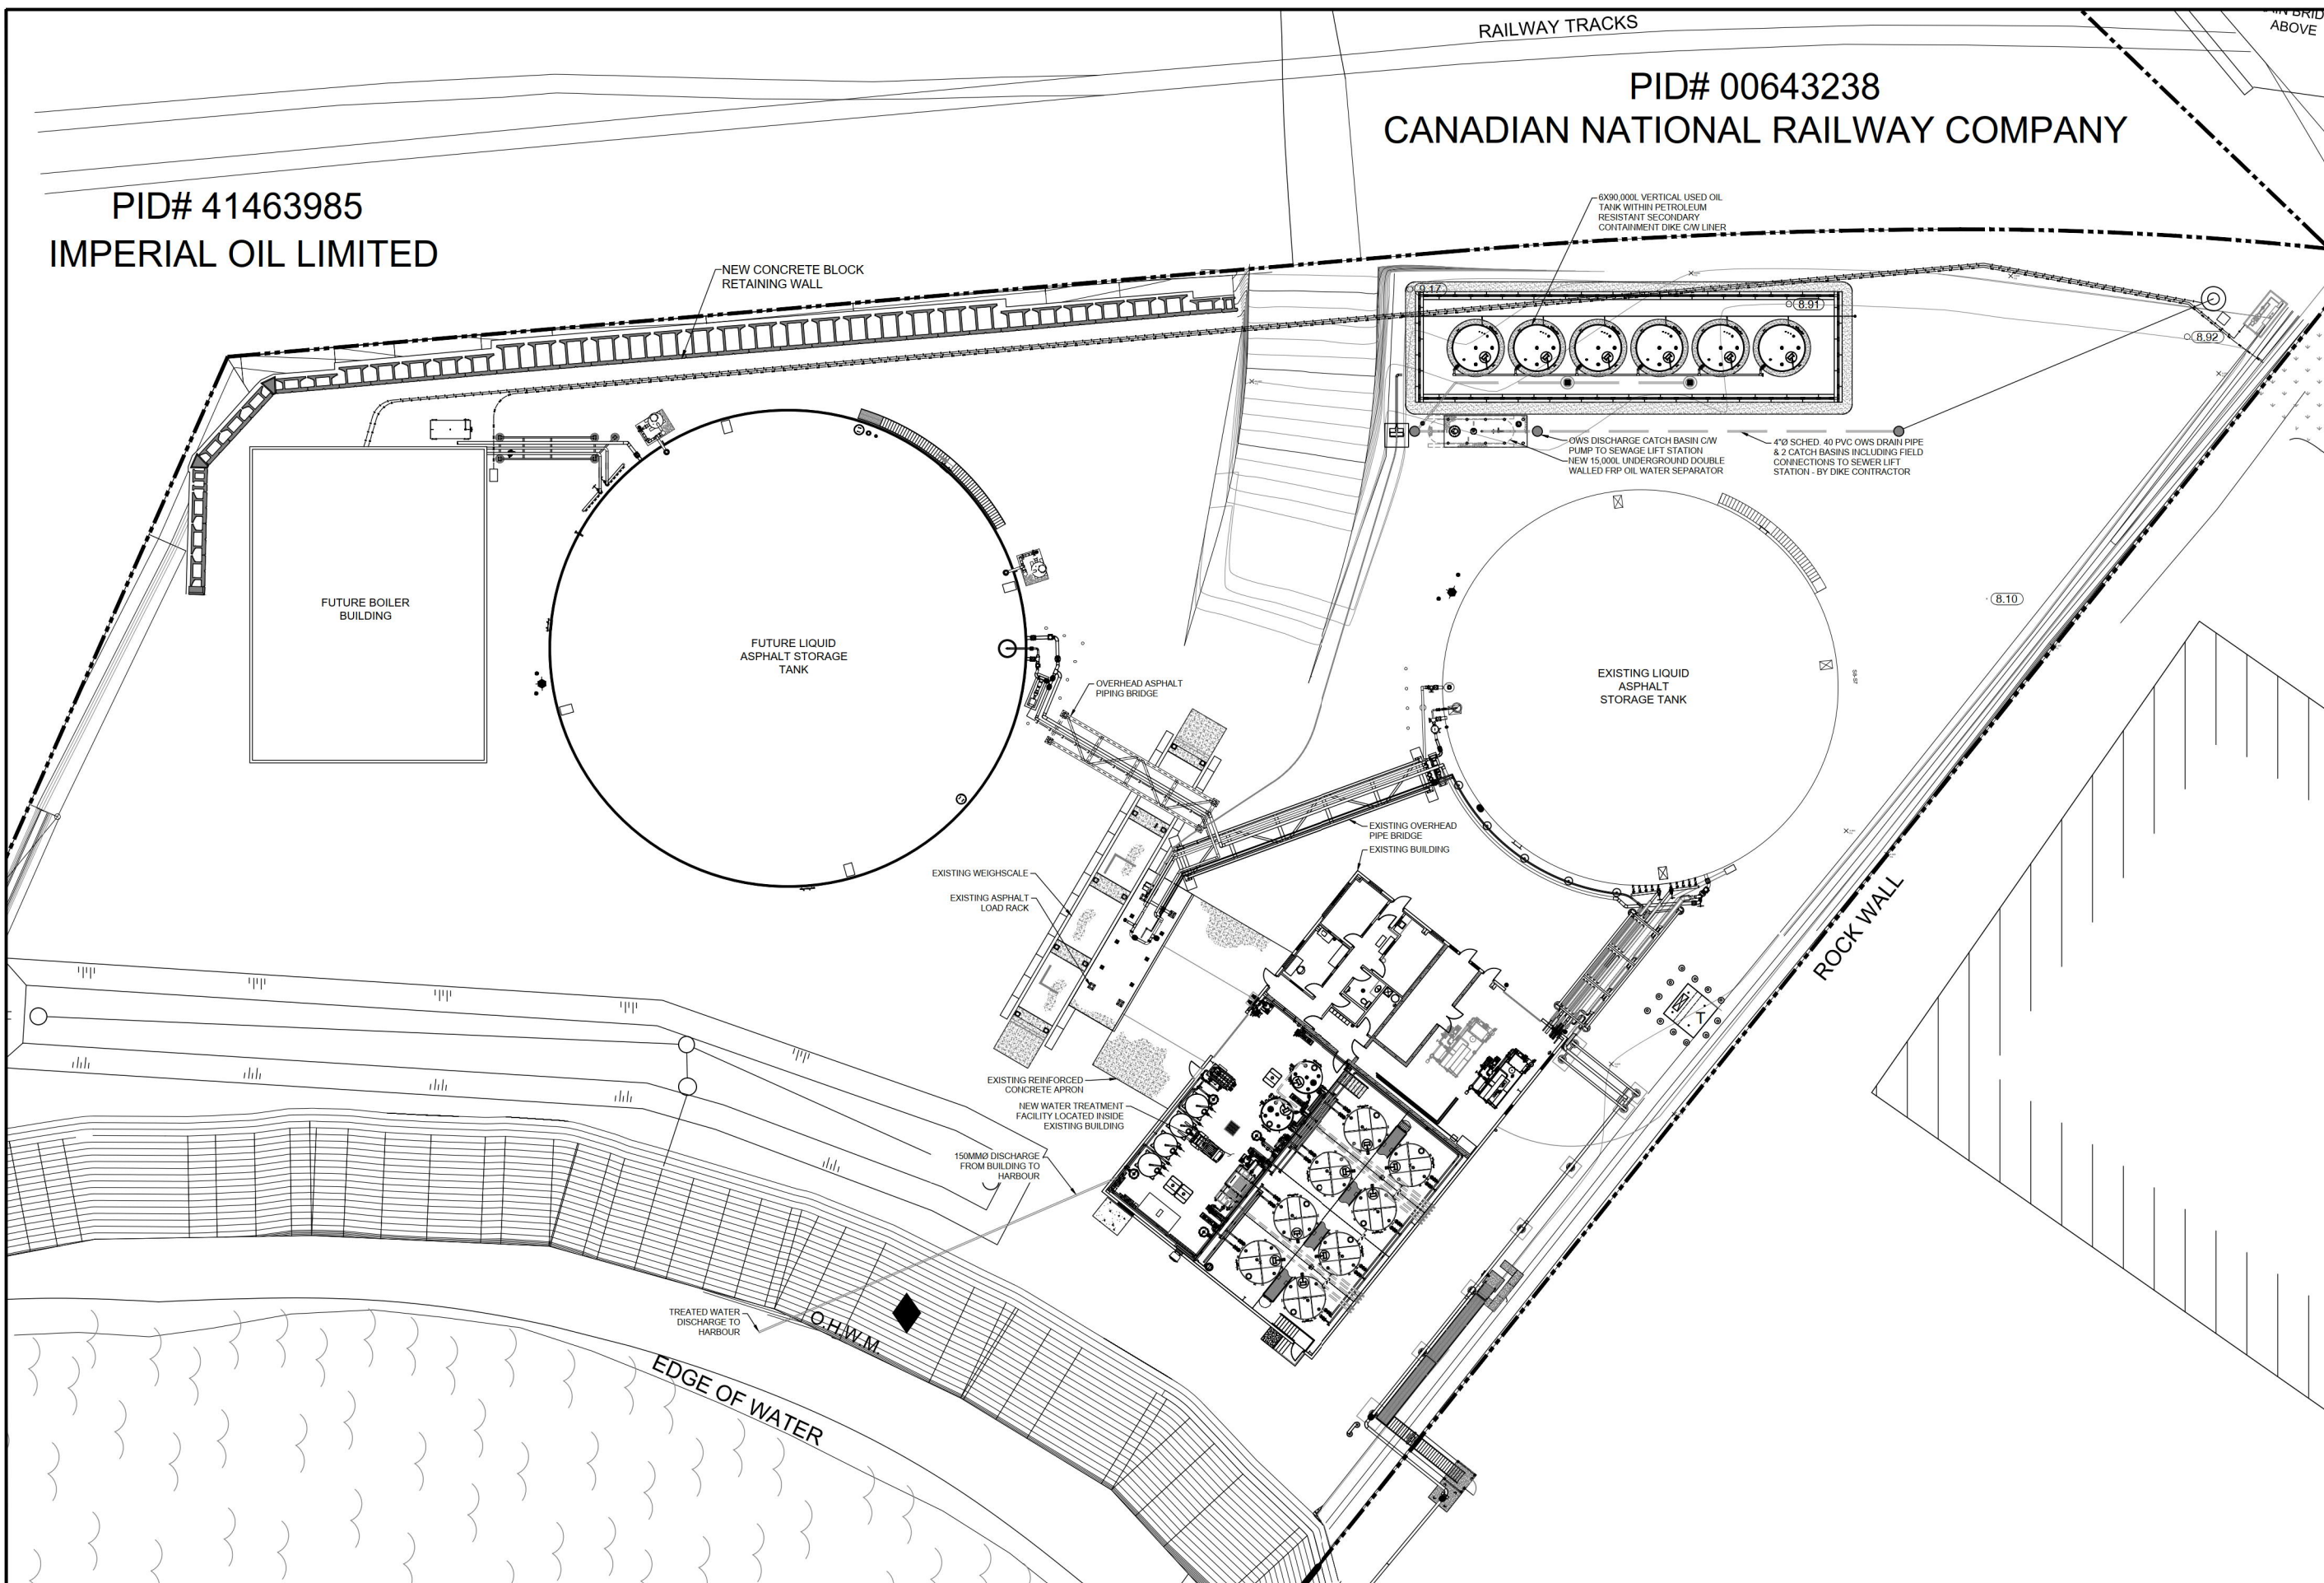 RAILWAY TRACKS
ABOVE
PID# 00643238
CANADIAN NATIONAL RAILWAY COMPANY
PID# 41463985
IMPERIAL OIL LIMITED
6X90,000L VERTICAL USED OIL
TANK WITHIN PETROLEUM
RESISTANT SECONDARY
CONTAINMENT DIKE C/W LINER
NEW CONCRETE BLOCK
RETAINING WALL
9.17
8.91
8.92
OWS DISCHARGE CATCH BASIN C/W
PUMP TO SEWAGE LIFT STATION
NEW 15,000L UNDERGROUND DOUBLE
WALLED FRP OIL WATER SEPARATOR
4"Ø SCHED. 40 PVC OWS DRAIN PIPE
& 2 CATCH BASINS INCLUDING FIELD
CONNECTIONS TO SEWER LIFT
STATION - BY DIKE CONTRACTOR
FUTURE BOILER
BUILDING
8.10
FUTURE LIQUID
ASPHALT STORAGE
TANK
EXISTING LIQUID
ASPHALT
STORAGE TANK
OVERHEAD ASPHALT
PIPING BRIDGE
EXISTING OVERHEAD
PIPE BRIDGE
EXISTING BUILDING
EXISTING WEIGHSCALE
EXISTING ASPHALT
LOAD RACK
ROCK WALL
T
EXISTING REINFORCED
CONCRETE APRON
NEW WATER TREATMENT
FACILITY LOCATED INSIDE
EXISTING BUILDING
150MMØ DISCHARGE
FROM BUILDING TO
HARBOUR
TREATED WATER
DISCHARGE TO
HARBOUR
O.H.W.M.
EDGE OF WATER